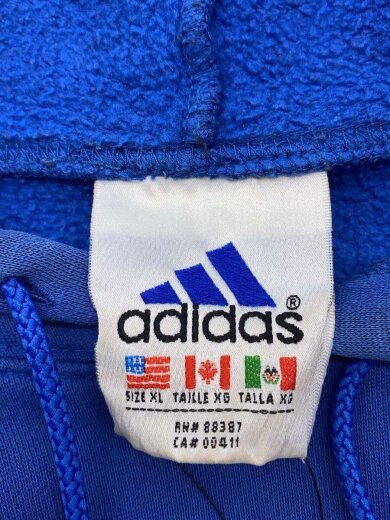 adidas®
SIZE XL TAILLE XG TALLA XG
RN# 88387
CA# 00411